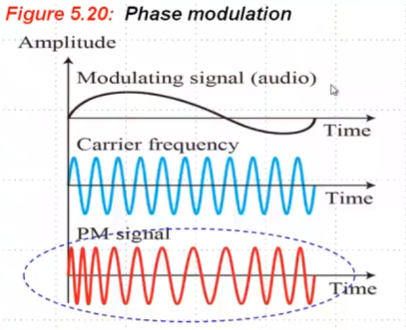 Figure 5.20: Phase modulation
Amplitude
Modulating signal (audio)
Time
Carrier frequency
Time
PM signal
Time